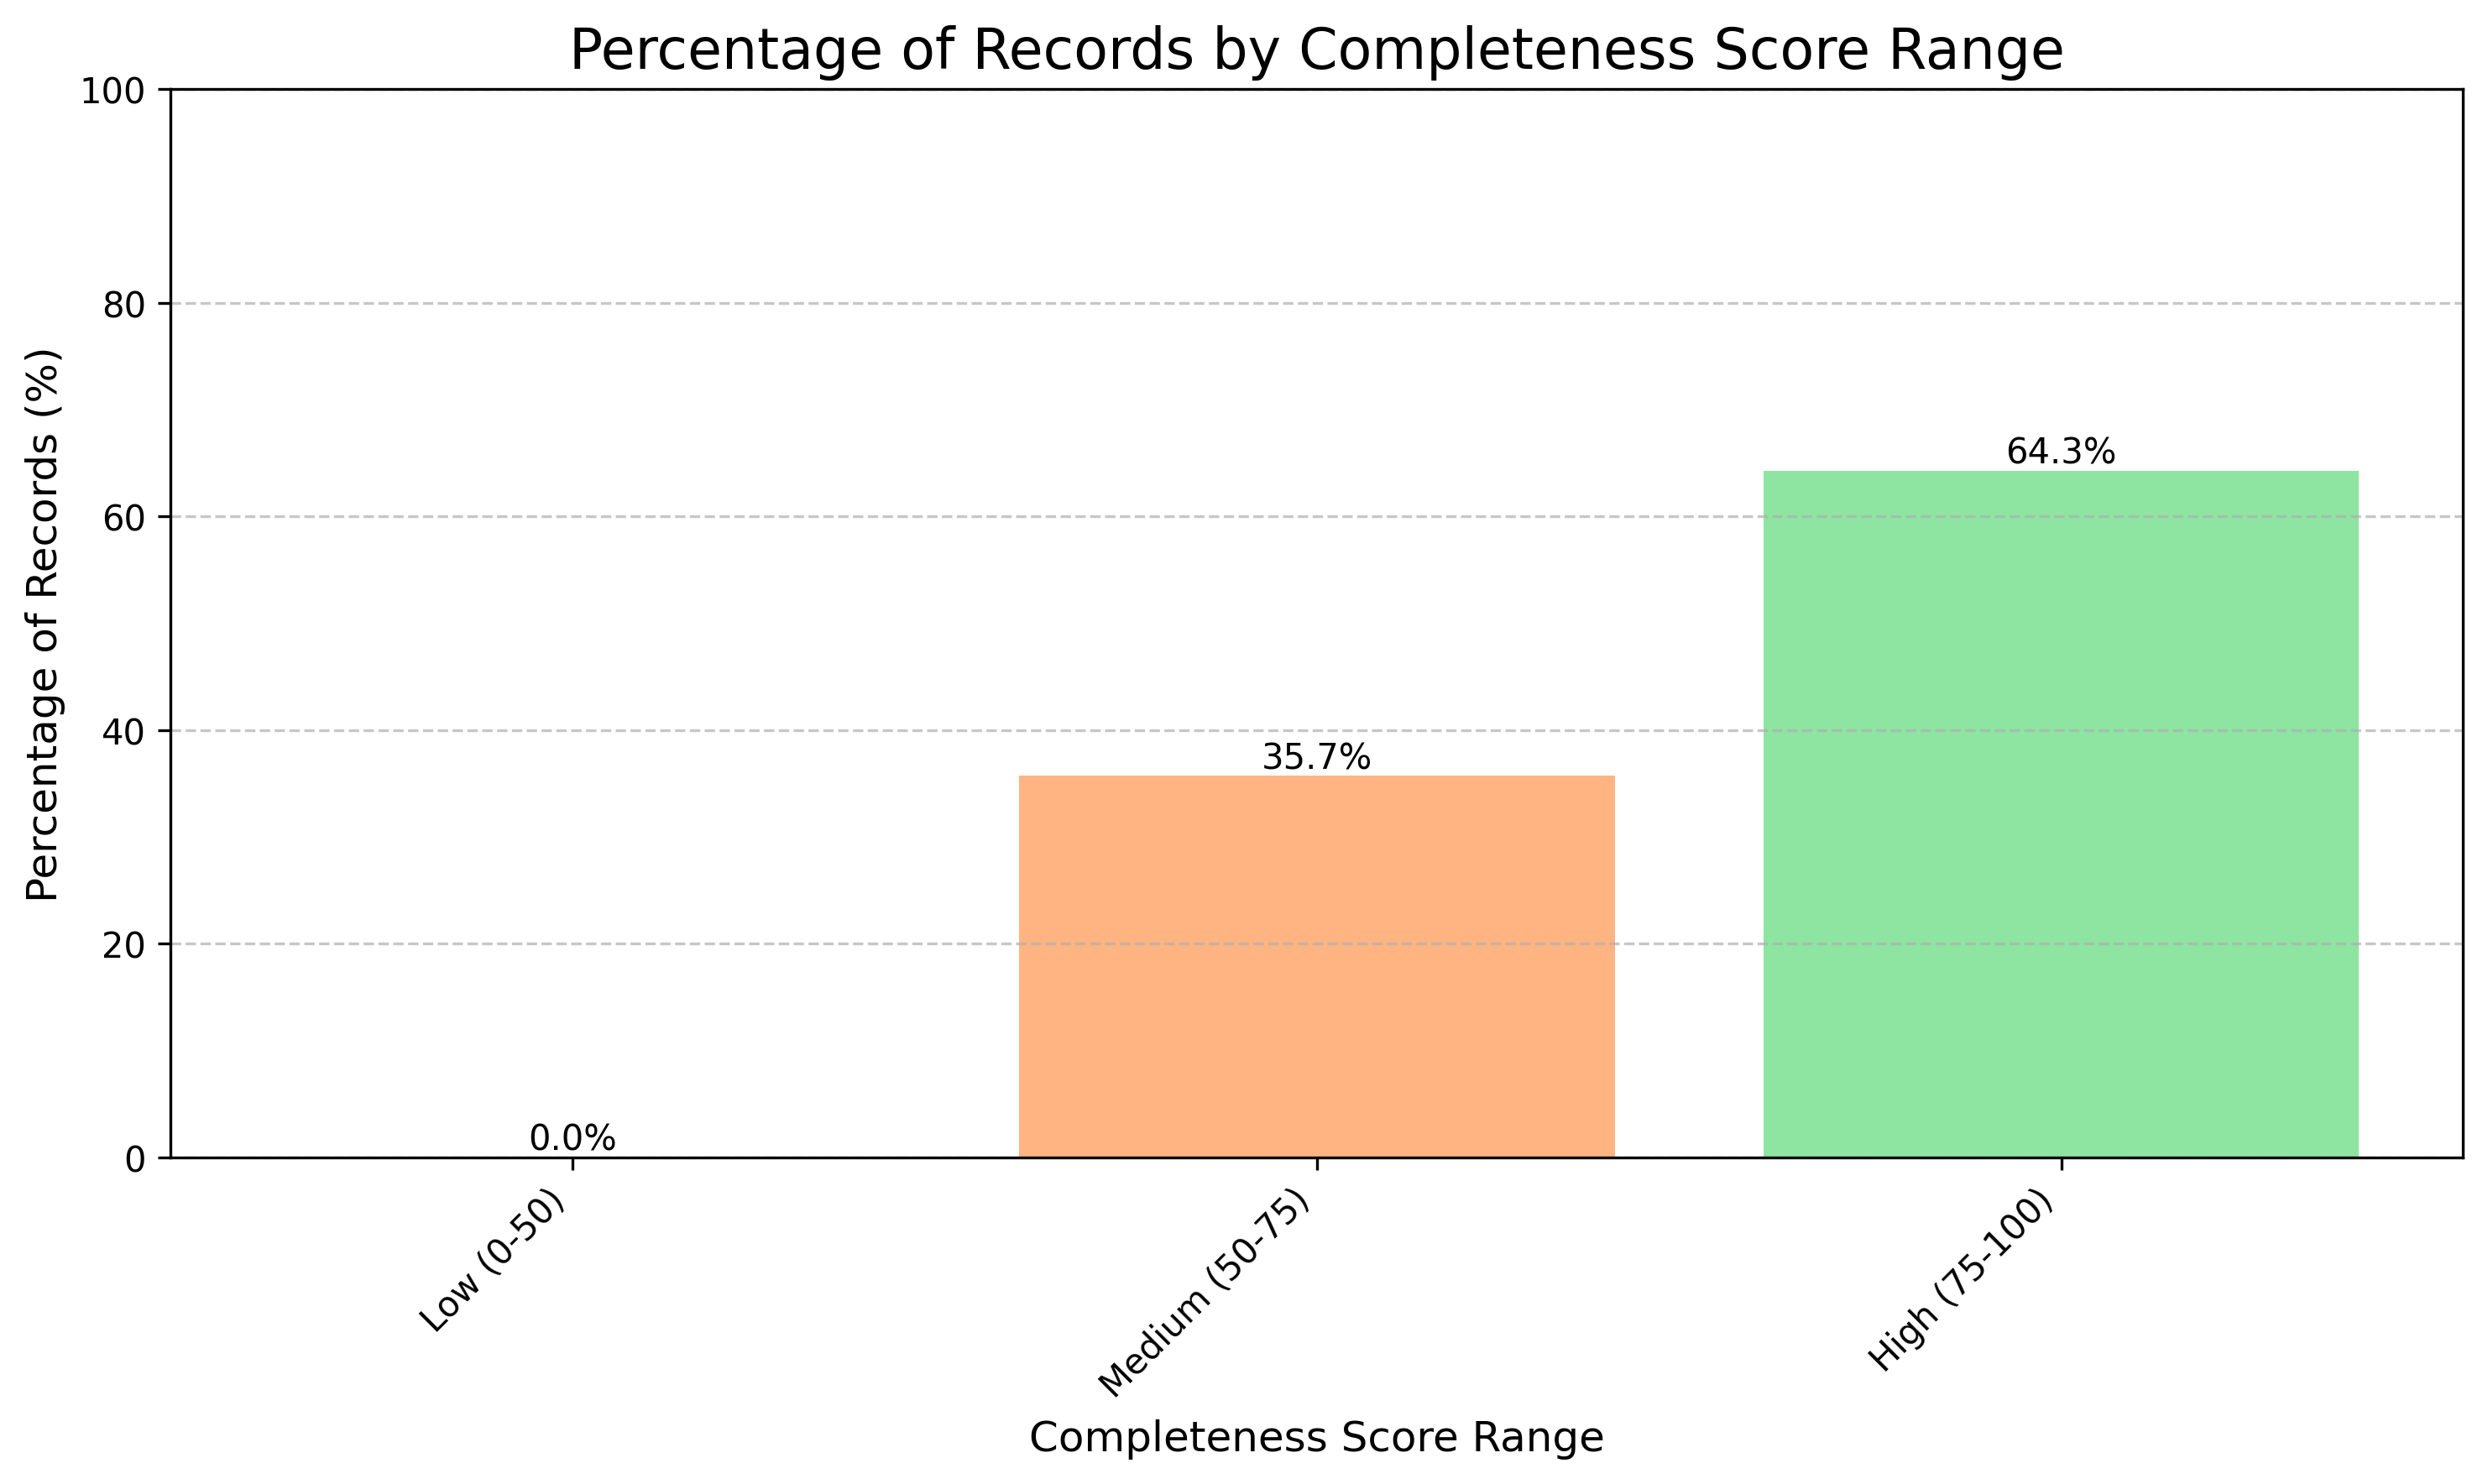 Percentage of Records by Completeness Score Range
Percentage of Records (%)
100
80
60
40
20
0
0.0%
35.7%
64.3%
Low (0-50)
Medium (50-75)
High (75-100)
Completeness Score Range